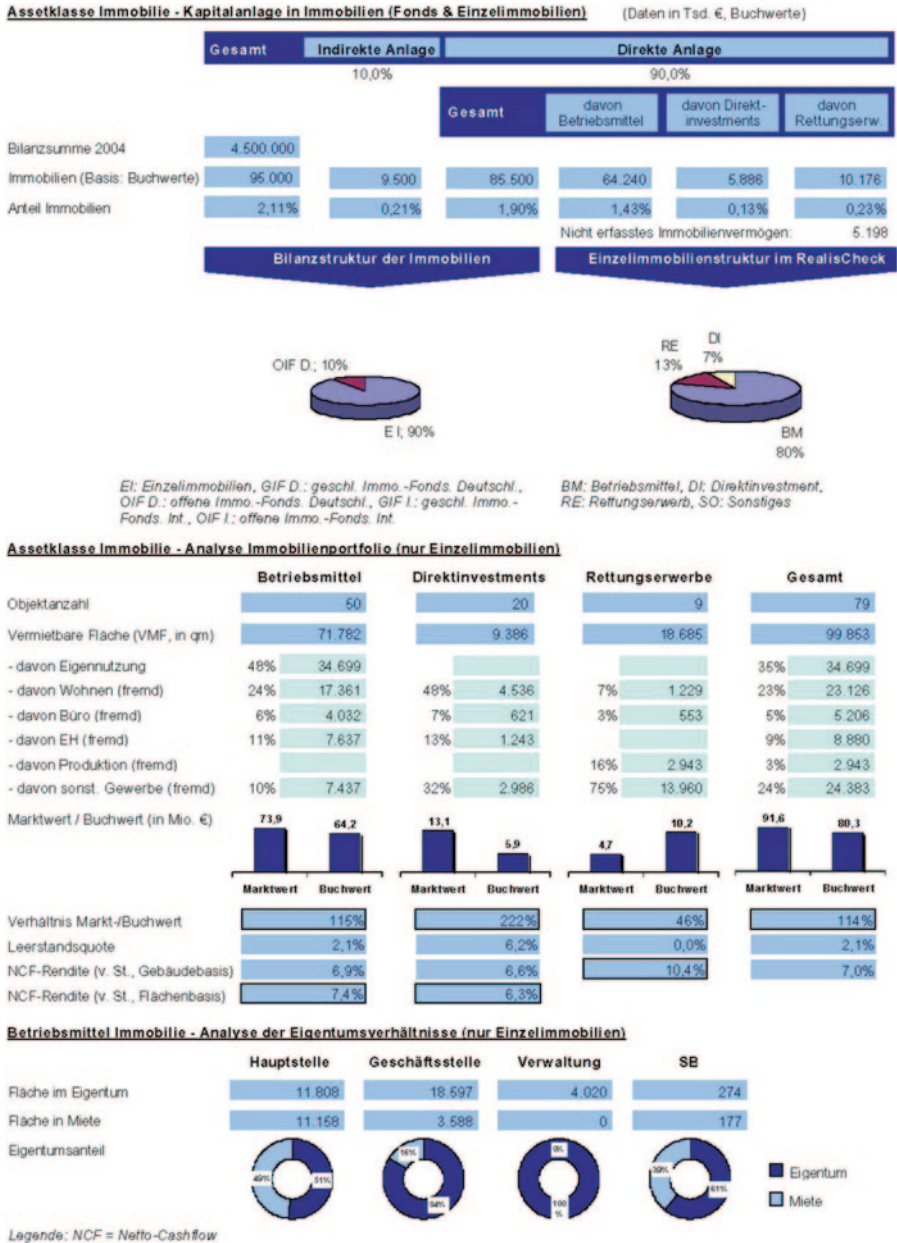 Assetklasse Immobilie - Kapitalanlage in Immobilien (Fonds & Einzelimmobilien) (Daten in Tsd. €, Buchwerte)
Gesamt Indirekte Anlage Direkte Anlage
10,0% 90,0%
Gesamt davon Betriebsmittel davon Direkt-investments davon Rettungserw.
Bilanzsumme 2004 4.500.000
Immobilien (Basis: Buchwerte) 95.000 9.500 85.500 64.240 5.886 10.176
Anteil Immobilien 2,11% 0,21% 1,90% 1,43% 0,13% 0,23%
Nicht erfasstes Immobilienvermögen: 5.198
Bilanzstruktur der Immobilien Einzelimmobilienstruktur im RealisCheck
OIF D.; 10%
E I; 90%
RE 13%
DI 7%
BM 80%
EI: Einzelimmobilien, GIF D.: geschl. Immo.-Fonds. Deutschl.,
OIF D.: offene Immo.-Fonds. Deutschl., GIF I.: geschl. Immo.-
Fonds. Int., OIF I.: offene Immo.-Fonds. Int.
BM: Betriebsmittel, DI: Direktinvestment,
RE: Rettungserwerb, SO: Sonstiges
Assetklasse Immobilie - Analyse Immobilienportfolio (nur Einzelimmobilien)
Betriebsmittel Direktinvestments Rettungserwerbe Gesamt
Objektanzahl 50 20 9 79
Vermietbare Fläche (VMF, in qm) 71.782 9.386 18.685 99.853
- davon Eigennutzung 48% 34.699 35% 34.699
- davon Wohnen (fremd) 24% 17.361 48% 4.536 7% 1.229 23% 23.126
- davon Büro (fremd) 6% 4.032 7% 621 3% 553 5% 5.206
- davon EH (fremd) 11% 7.637 13% 1.243 9% 8.880
- davon Produktion (fremd) 16% 2.943 3% 2.943
- davon sonst. Gewerbe (fremd) 10% 7.437 32% 2.986 75% 13.960 24% 24.383
Marktwert / Buchwert (in Mio. €) 73,9 64,2 13,1 5,9 4,7 10,2 91,6 80,3
Marktwert Buchwert Marktwert Buchwert Marktwert Buchwert Marktwert Buchwert
Verhältnis Markt-/Buchwert 115% 222% 46% 114%
Leerstandsquote 2,1% 6,2% 0,0% 2,1%
NCF-Rendite (v. St., Gebäudebasis) 6,9% 6,6% 10,4% 7,0%
NCF-Rendite (v. St., Flächenbasis) 7,4% 6,3%
Betriebsmittel Immobilie - Analyse der Eigentumsverhältnisse (nur Einzelimmobilien)
Hauptstelle Geschäftsstelle Verwaltung SB
Fläche im Eigentum 11.808 18.597 4.020 274
Fläche in Miete 11.158 3.588 0 177
Eigentumsanteil
49% 51% 16% 84% 0% 100% 39% 61%
Eigentum
Miete
Legende: NCF = Netto-Cashflow